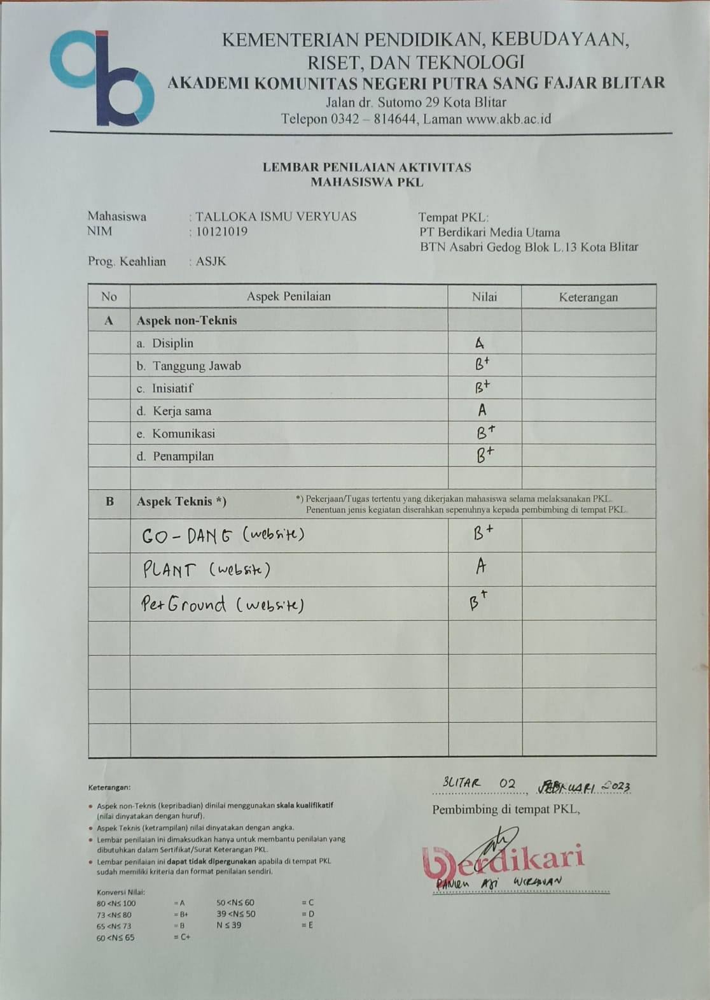 KEMENTERIAN PENDIDIKAN, KEBUDAYAAN,
RISET, DAN TEKNOLOGI
AKADEMI KOMUNITAS NEGERI PUTRA SANG FAJAR BLITAR
Jalan dr. Sutomo 29 Kota Blitar
Telepon 0342 – 814644, Laman www.akb.ac.id
LEMBAR PENILAIAN AKTIVITAS
MAHASISWA PKL
Mahasiswa : TALLOKA ISMU VERYUAS Tempat PKL:
NIM : 10121019 PT Berdikari Media Utama
BTN Asabri Gedog Blok L.13 Kota Blitar
Prog. Keahlian : ASJK
No Aspek Penilaian Nilai Keterangan
A Aspek non-Teknis
a. Disiplin A
b. Tanggung Jawab B+
c. Inisiatif B+
d. Kerja sama A
e. Komunikasi B+
d. Penampilan B+
B Aspek Teknis *) *) Pekerjaan/Tugas tertentu yang dikerjakan mahasiswa selama melaksanakan PKL.
Penentuan jenis kegiatan diserahkan sepenuhnya kepada pembimbing di tempat PKL.
GO-DANG (website) B+
PLANT (website) A
PetGround (website) B+
BLITAR 02, FEBRUARI 2023
Keterangan:
Pembimbing di tempat PKL,
• Aspek non-Teknis (kepribadian) dinilai menggunakan skala kualifikatif
(nilai dinyatakan dengan huruf).
• Aspek Teknis (ketrampilan) nilai dinyatakan dengan angka.
• Lembar penilaian ini dimaksudkan hanya untuk membantu penilaian yang
dibutuhkan dalam Sertifikat/Surat Keterangan PKL.
• Lembar penilaian ini dapat tidak dipergunakan apabila di tempat PKL
sudah memiliki kriteria dan format penilaian sendiri.
Berdikari
AJI WIRAWAN
Konversi Nilai:
80 <N≤ 100 = A 50 <N≤ 60 = C
73 <N≤ 80 = B+ 39 <N≤ 50 = D
65 <N≤ 73 = B N ≤ 39 = E
60 <N≤ 65 = C+